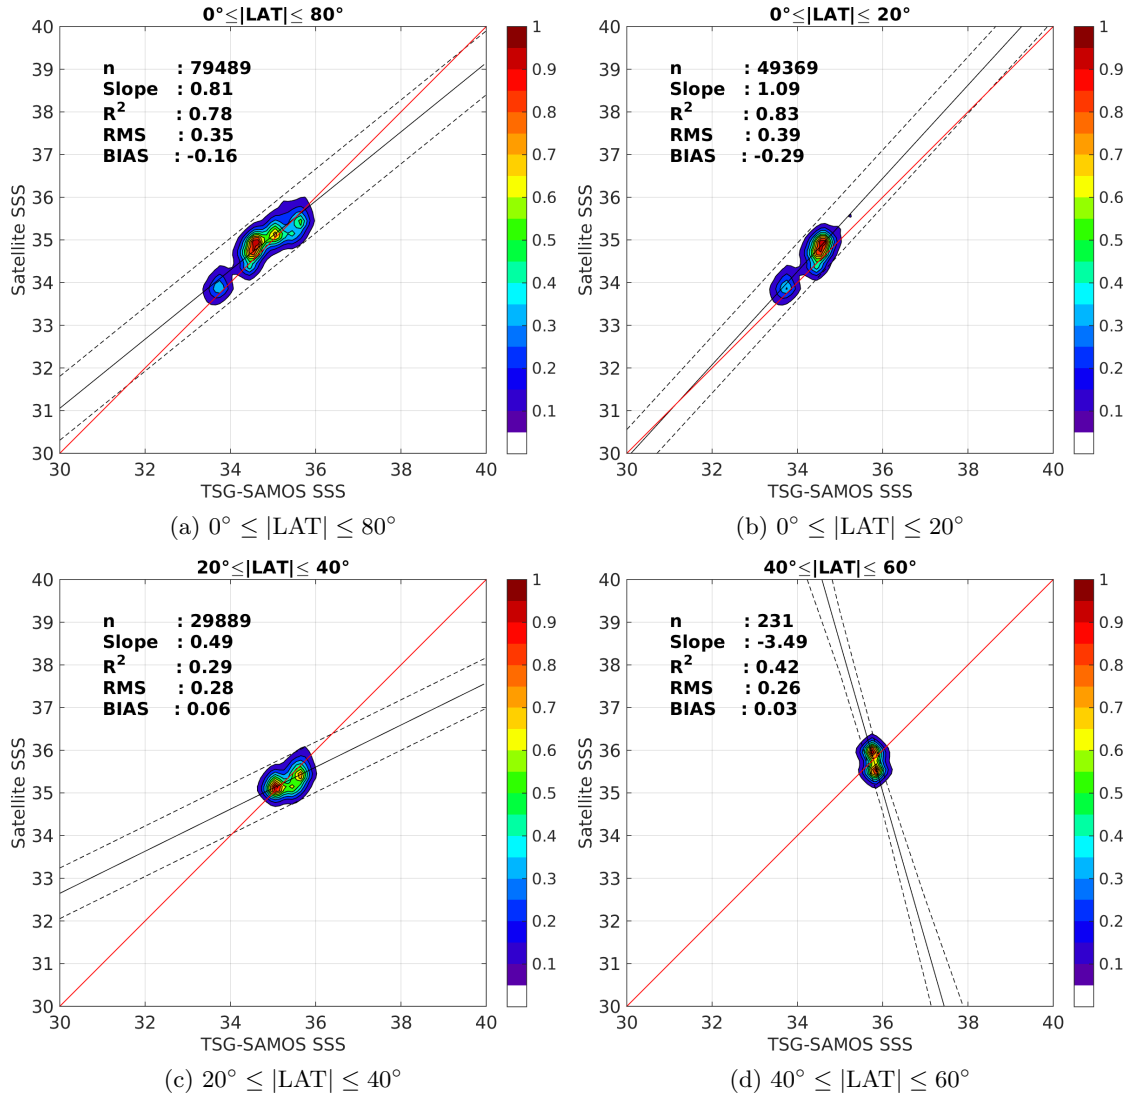 0°≤|LAT|≤ 80°
n : 79489
Slope : 0.81
R² : 0.78
RMS : 0.35
BIAS : -0.16
Satellite SSS
40
39
38
37
36
35
34
33
32
31
30
30 32 34 36 38 40
TSG-SAMOS SSS
1
0.9
0.8
0.7
0.6
0.5
0.4
0.3
0.2
0.1
(a) 0° ≤ |LAT| ≤ 80°
0°≤|LAT|≤ 20°
n : 49369
Slope : 1.09
R² : 0.83
RMS : 0.39
BIAS : -0.29
Satellite SSS
40
39
38
37
36
35
34
33
32
31
30
30 32 34 36 38 40
TSG-SAMOS SSS
1
0.9
0.8
0.7
0.6
0.5
0.4
0.3
0.2
0.1
(b) 0° ≤ |LAT| ≤ 20°
20°≤|LAT|≤ 40°
n : 29889
Slope : 0.49
R² : 0.29
RMS : 0.28
BIAS : 0.06
Satellite SSS
40
39
38
37
36
35
34
33
32
31
30
30 32 34 36 38 40
TSG-SAMOS SSS
1
0.9
0.8
0.7
0.6
0.5
0.4
0.3
0.2
0.1
(c) 20° ≤ |LAT| ≤ 40°
40°≤|LAT|≤ 60°
n : 231
Slope : -3.49
R² : 0.42
RMS : 0.26
BIAS : 0.03
Satellite SSS
40
39
38
37
36
35
34
33
32
31
30
30 32 34 36 38 40
TSG-SAMOS SSS
1
0.9
0.8
0.7
0.6
0.5
0.4
0.3
0.2
0.1
(d) 40° ≤ |LAT| ≤ 60°